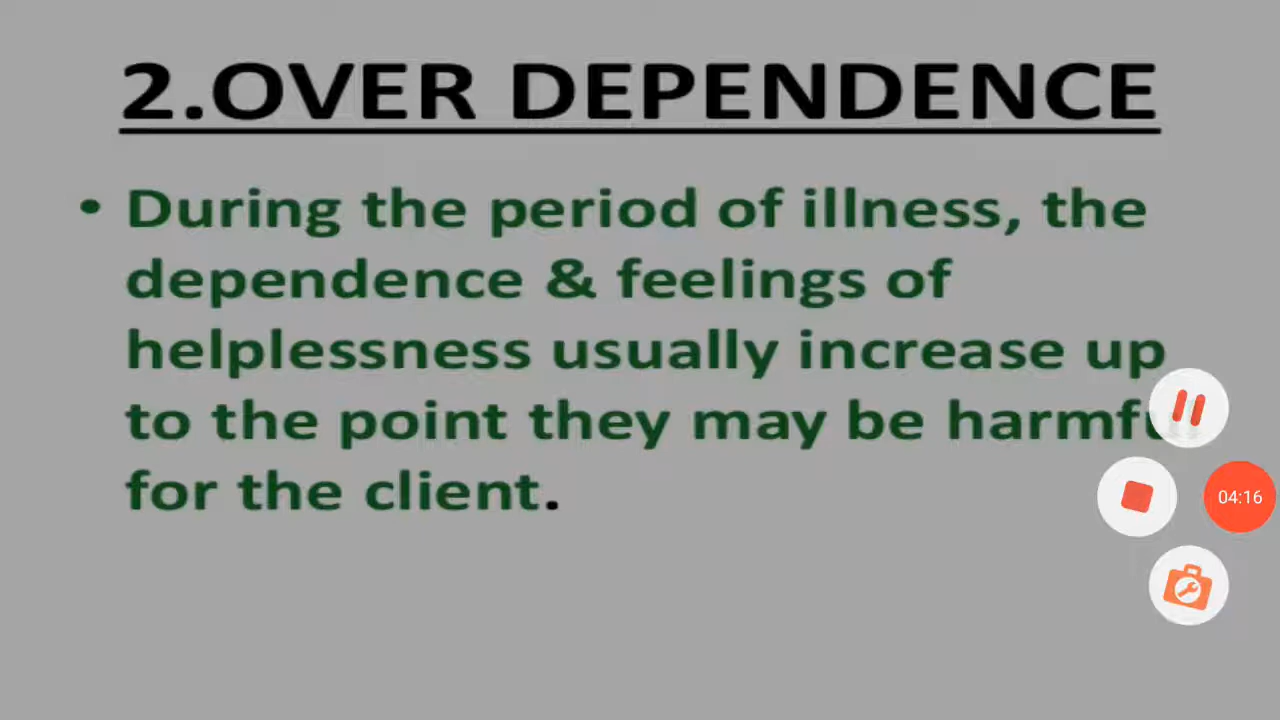 2.OVER DEPENDENCE
• During the period of illness, the
dependence & feelings of
helplessness usually increase up
to the point they may be harmfu
for the client.
04:16